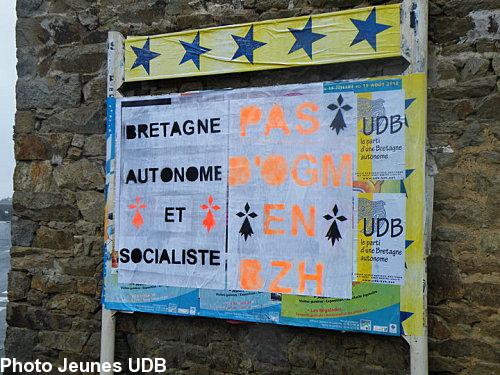 BRETAGNE
AUTONOME
ET
SOCIALISTE
PAS
B'OGM
EN
BZH
UDB
le parti
d'une Bretagne
autonome
UDB
le parti
d'une Bretagne
autonome
Photo Jeunes UDB